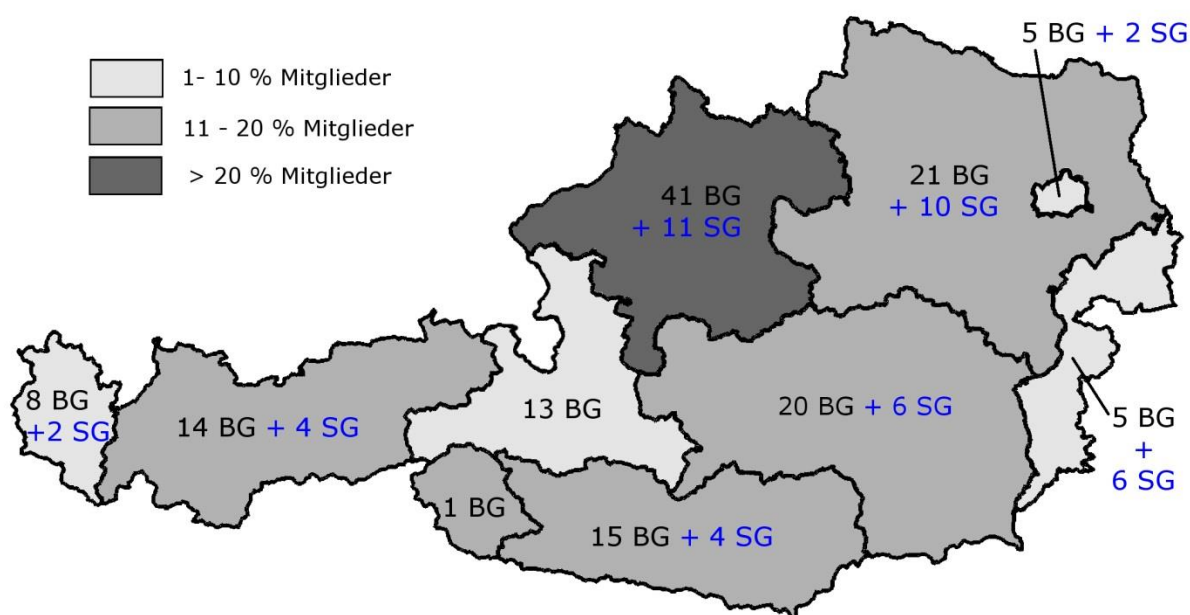 1- 10 % Mitglieder
11 - 20 % Mitglieder
> 20 % Mitglieder
5 BG + 2 SG
41 BG
+ 11 SG
21 BG
+ 10 SG
8 BG
+2 SG
14 BG + 4 SG
13 BG
20 BG + 6 SG
5 BG
+
6 SG
1 BG
15 BG + 4 SG